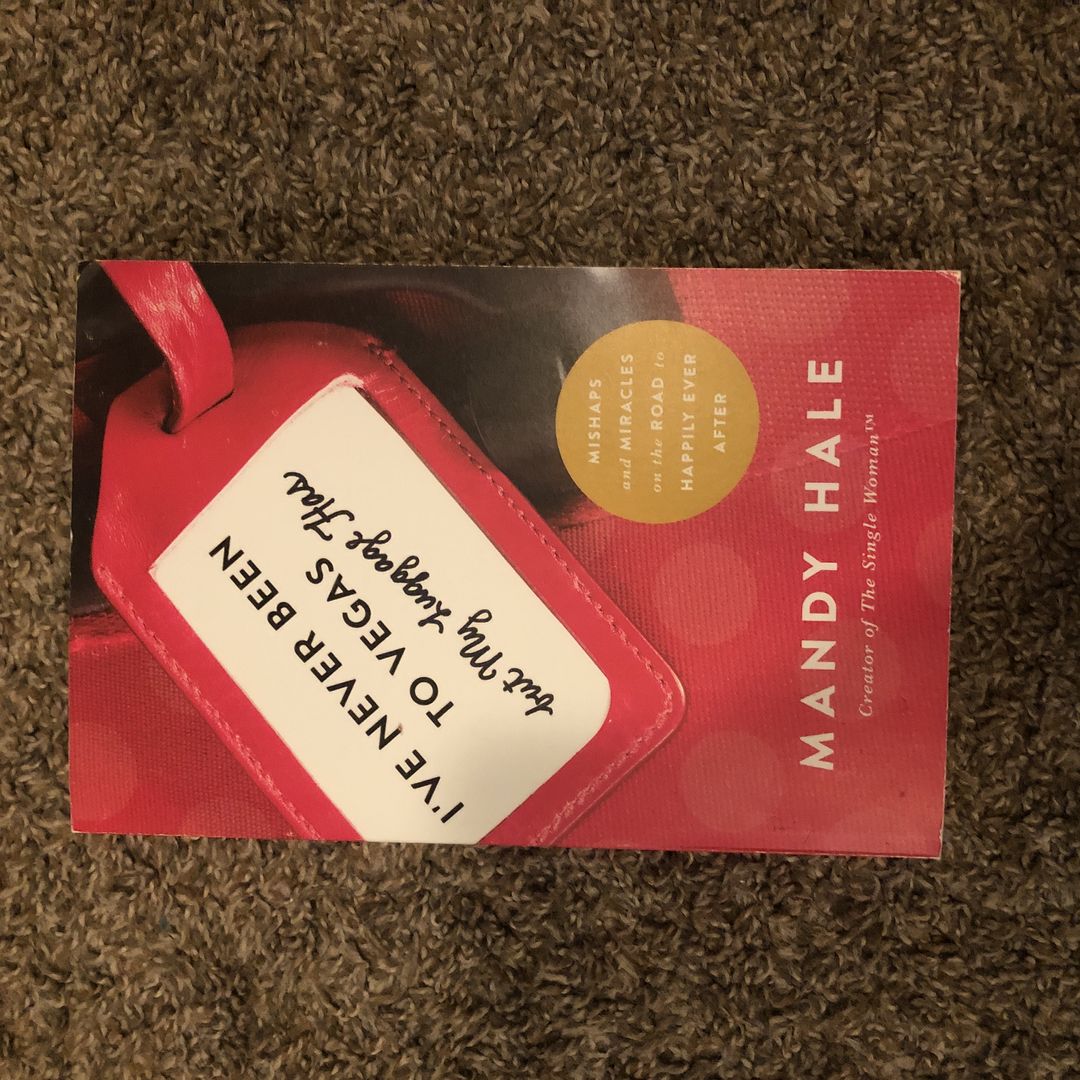 I'VE NEVER BEEN
TO VEGAS
but My Luggage Has
MISHAPS
and MIRACLES
on the ROAD to
HAPPILY EVER
AFTER
MANDY HALE
Creator of The Single Woman™